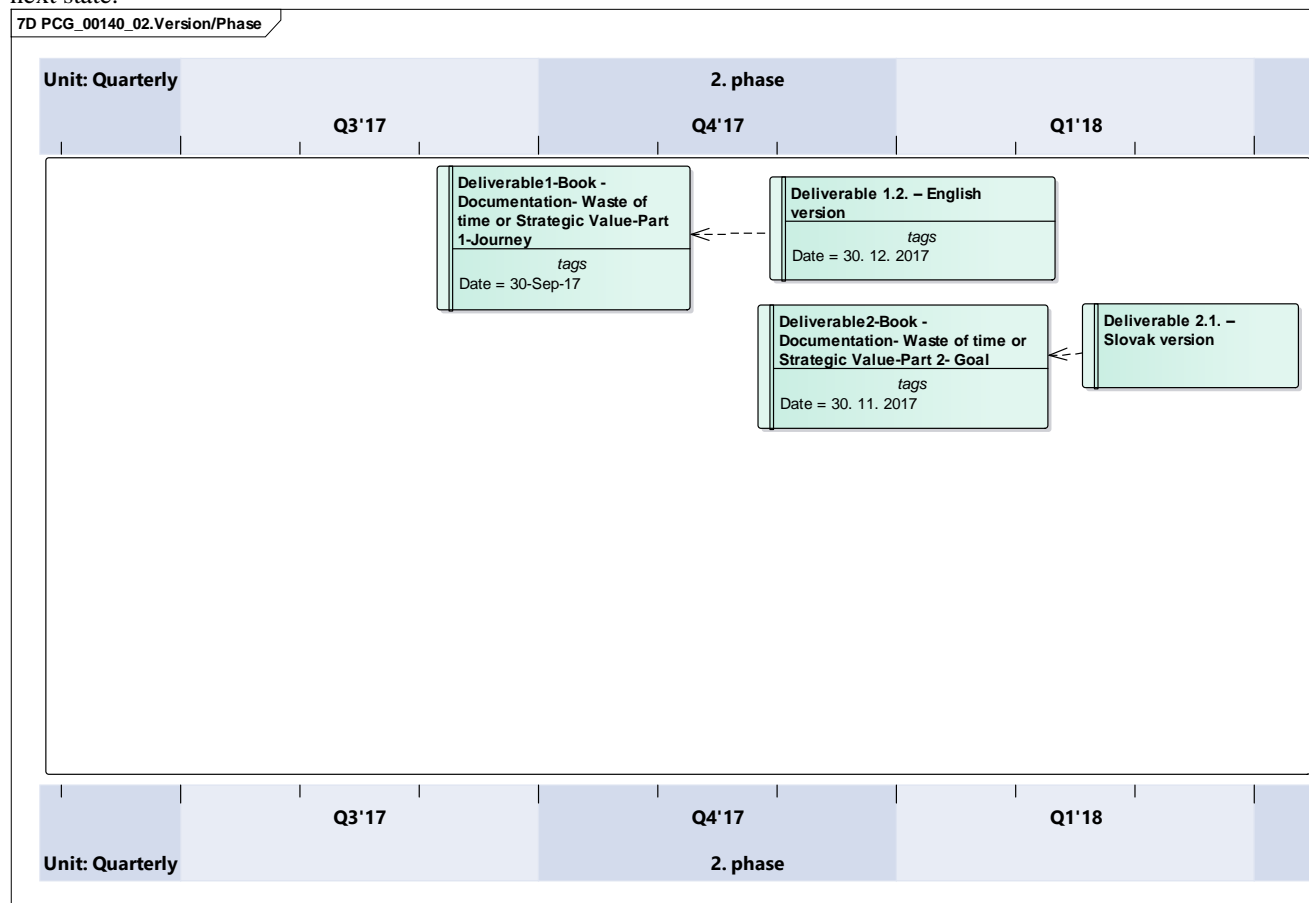 next state.
7D PCG_00140_02.Version/Phase
Unit: Quarterly
2. phase
Q3'17
Q4'17
Q1'18
Deliverable1-Book -
Documentation- Waste of
time or Strategic Value-Part
1-Journey
tags
Date = 30-Sep-17
Deliverable 1.2. – English
version
tags
Date = 30. 12. 2017
Deliverable2-Book -
Documentation- Waste of time or
Strategic Value-Part 2- Goal
tags
Date = 30. 11. 2017
Deliverable 2.1. –
Slovak version
Q3'17
Q4'17
Q1'18
Unit: Quarterly
2. phase